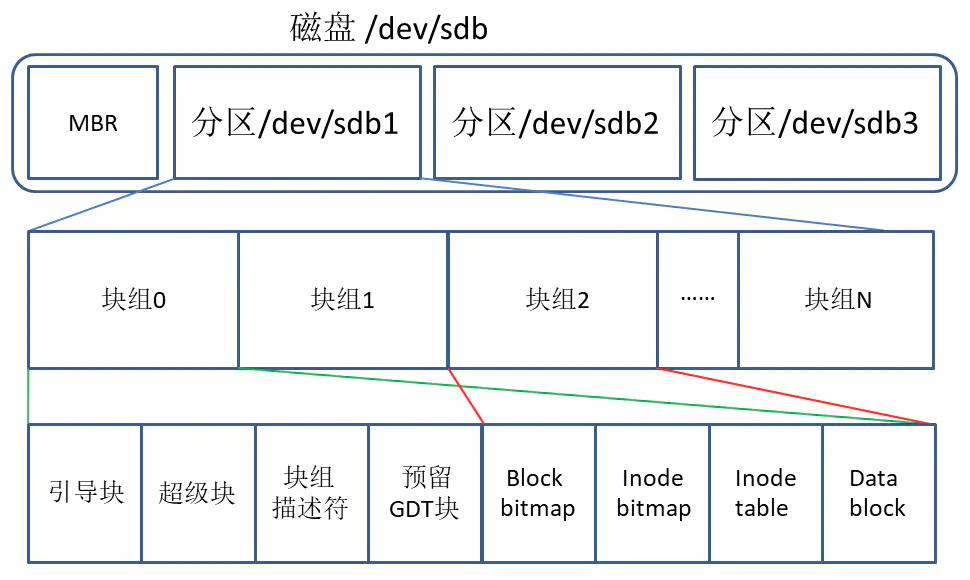 磁盘 /dev/sdb
MBR
分区/dev/sdb1
分区/dev/sdb2
分区/dev/sdb3
块组0
块组1
块组2
……
块组N
引导块
超级块
块组
描述符
预留
GDT块
Block
bitmap
Inode
bitmap
Inode
table
Data
block